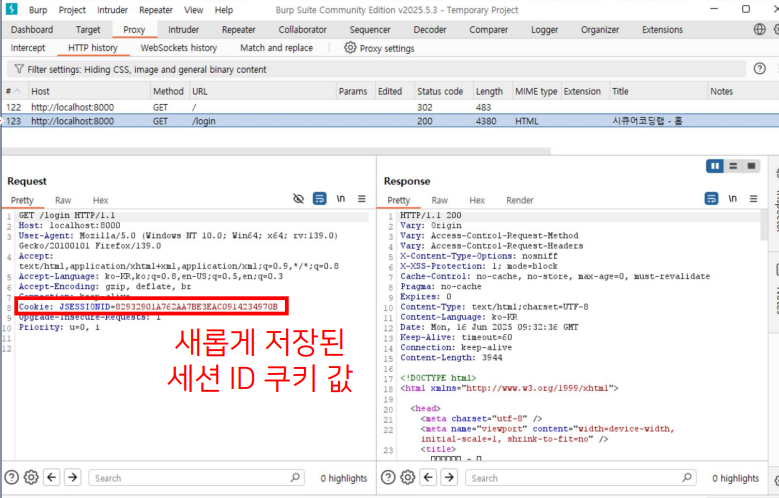 Burp Project Intruder Repeater View Help Burp Suite Community Edition v2025.5.3 - Temporary Project
Dashboard Target Proxy Intruder Repeater Collaborator Sequencer Decoder Comparer Logger Organizer Extensions
Intercept HTTP history WebSockets history Match and replace Proxy settings
Filter settings: Hiding CSS, image and general binary content
# Host Method URL Params Edited Status code Length MIME type Extension Title Notes
122 http://localhost:8000 GET / 302 483
123 http://localhost:8000 GET /login 200 4380 HTML 시큐어코딩랩 - 홈
Request
Pretty Raw Hex
\n
1 GET /login HTTP/1.1
2 Host: localhost:8000
3 User-Agent: Mozilla/5.0 (Windows NT 10.0; Win64; x64; rv:139.0)
Gecko/20100101 Firefox/139.0
4 Accept:
text/html,application/xhtml+xml,application/xml;q=0.9,*/*;q=0.8
5 Accept-Language: ko-KR,ko;q=0.8,en-US;q=0.5,en;q=0.3
6 Accept-Encoding: gzip, deflate, br
7 Connection: keep-alive
8 Cookie: JSESSIONID=82932901A762AA7BE3EAC0914234970B
9 Upgrade-Insecure-Requests: 1
10 Priority: u=0, i
11
12
새롭게 저장된
세션 ID 쿠키 값
Search 0 highlights
Response
Pretty Raw Hex Render
\n
1 HTTP/1.1 200
2 Vary: Origin
3 Vary: Access-Control-Request-Method
4 Vary: Access-Control-Request-Headers
5 X-Content-Type-Options: nosniff
6 X-XSS-Protection: 1; mode=block
7 Cache-Control: no-cache, no-store, max-age=0, must-revalidate
8 Pragma: no-cache
9 Expires: 0
10 Content-Type: text/html;charset=UTF-8
11 Content-Language: ko-KR
12 Date: Mon, 16 Jun 2025 09:32:36 GMT
13 Keep-Alive: timeout=60
14 Connection: keep-alive
15 Content-Length: 3944
16
17 <!DOCTYPE html>
18 <html xmlns="http://www.w3.org/1999/xhtml">
19
20 <head>
21 <meta charset="utf-8" />
22 <meta name="viewport" content="width=device-width,
initial-scale=1, shrink-to-fit=no" />
23 <title>
Search 0 highlights